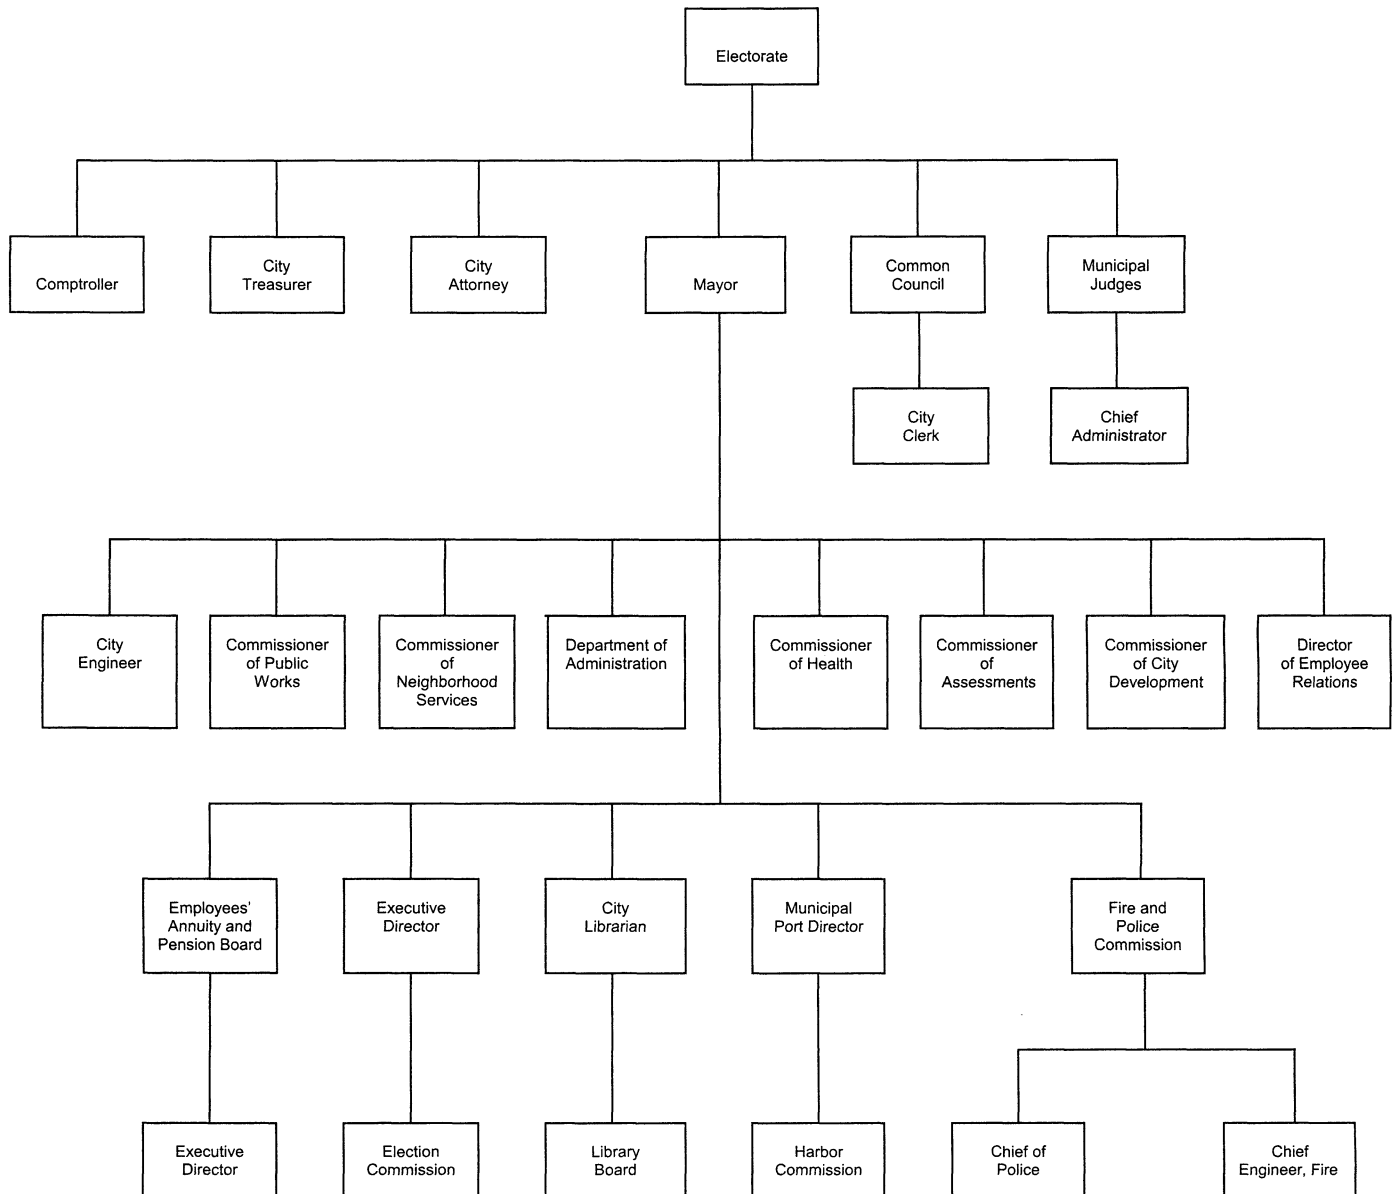 Electorate
Comptroller
City
Treasurer
City
Attorney
Mayor
Common
Council
Municipal
Judges
City
Clerk
Chief
Administrator
City
Engineer
Commissioner
of Public
Works
Commissioner
of
Neighborhood
Services
Department of
Administration
Commissioner
of Health
Commissioner
of
Assessments
Commissioner
of City
Development
Director
of Employee
Relations
Employees'
Annuity and
Pension Board
Executive
Director
City
Librarian
Municipal
Port Director
Fire and
Police
Commission
Executive
Director
Election
Commission
Library
Board
Harbor
Commission
Chief of
Police
Chief
Engineer, Fire